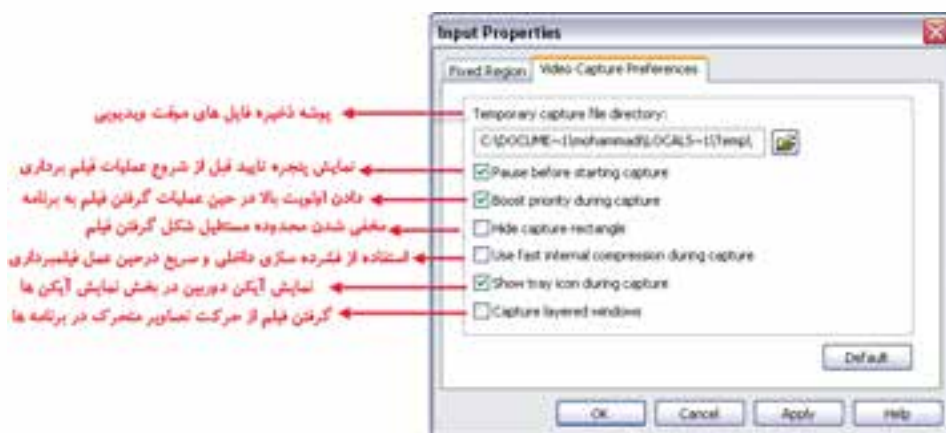 Input Properties
Fixed Region
Video Capture Preferences
پوشه ذخیره فایل های موقت ویدیویی
Temporary capture file directory:
C:\DOCUME~1\mohammad\LOCALS~1\Temp\
نمایش پنجره تایید قبل از شروع عملیات فیلم برداری
Pause before starting capture
دادن اولویت بالا در حین عملیات گرفتن فیلم به برنامه
Boost priority during capture
مخفی شدن محدوده مستطیل شکل گرفتن فیلم
Hide capture rectangle
استفاده از فشرده سازی داخلی و سریع درحین عمل فیلمبرداری
Use fast internal compression during capture
نمایش آیکن دوربین در بخش نمایش آیکن ها
Show tray icon during capture
گرفتن فیلم از حرکت تصاویر متحرک در برنامه ها
Capture layered windows
Default
OK
Cancel
Apply
Help